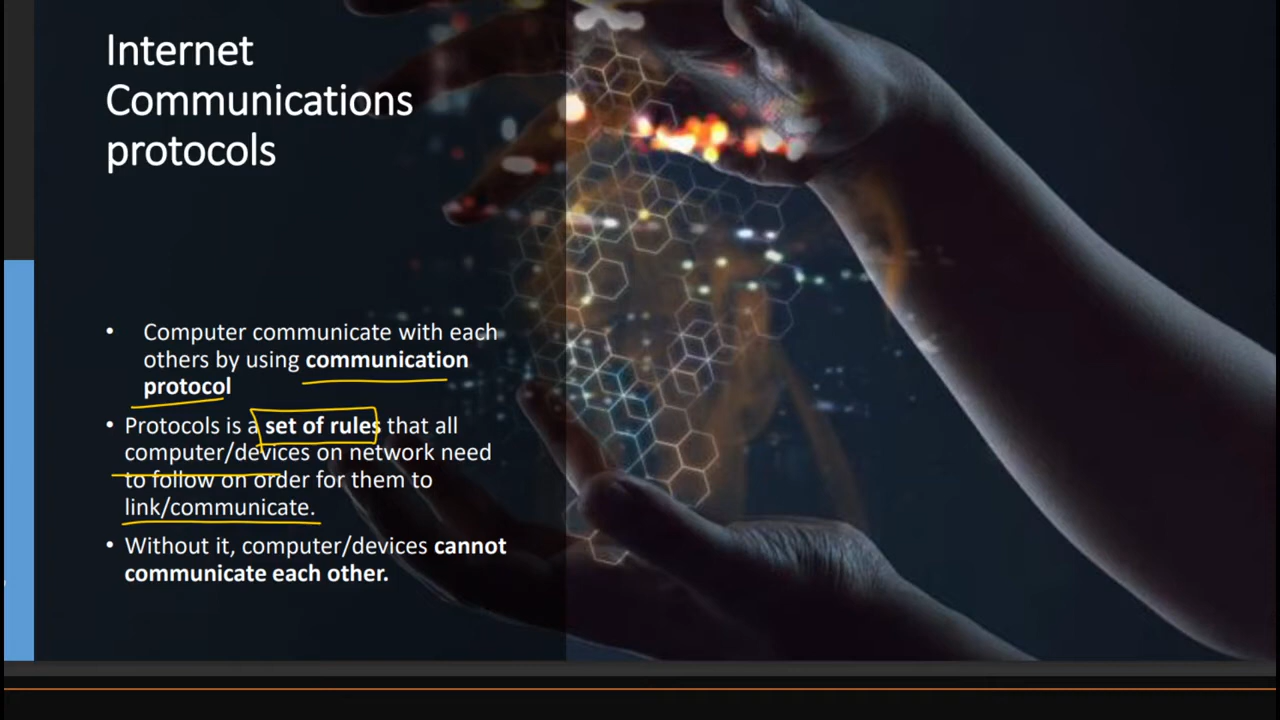 Internet
Communications
protocols
• Computer communicate with each
others by using communication
protocol
• Protocols is a set of rules that all
computer/devices on network need
to follow on order for them to
link/communicate.
• Without it, computer/devices cannot
communicate each other.